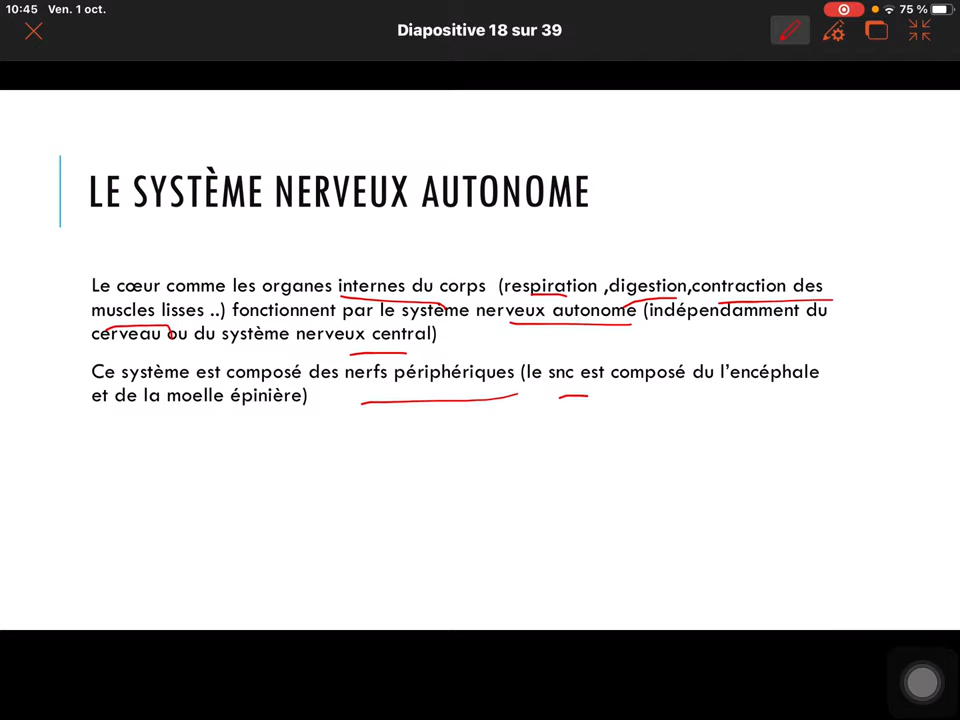 10:45 Ven. 1 oct. 75 %
Diapositive 18 sur 39
LE SYSTÈME NERVEUX AUTONOME
Le cœur comme les organes internes du corps (respiration ,digestion,contraction des
muscles lisses ..) fonctionnent par le système nerveux autonome (indépendamment du
cerveau ou du système nerveux central)
Ce système est composé des nerfs périphériques (le snc est composé du l'encéphale
et de la moelle épinière)